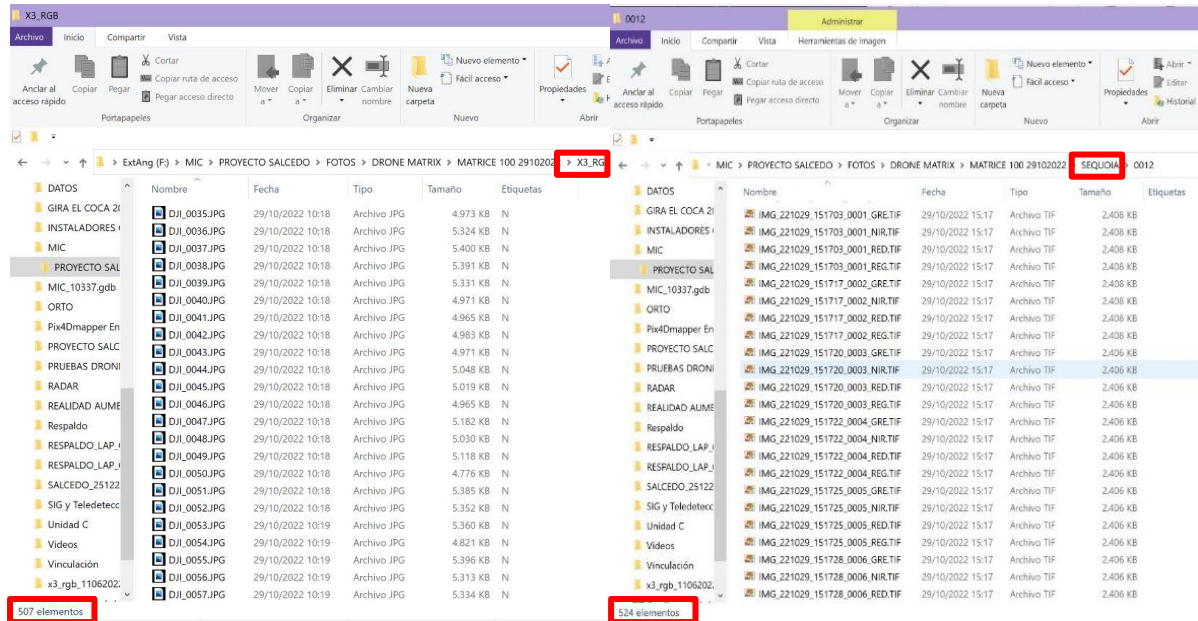 X3_RGB
Archivo Inicio Compartir Vista
Anclar al acceso rápido
Copiar
Pegar
Cortar
Copiar ruta de acceso
Pegar acceso directo
Portapapeles
Mover a
Copiar a
Eliminar
Cambiar nombre
Organizar
Nueva carpeta
Nuevo elemento
Fácil acceso
Nuevo
Propiedades
Abrir
> ExtAng (F:) > MIC > PROYECTO SALCEDO > FOTOS > DRONE MATRIX > MATRICE 100 2910202 > X3_RG
DATOS
GIRA EL COCA 2(
INSTALADORES (
MIC
PROYECTO SAL
MIC_10337.gdb
ORTO
Pix4Dmapper En
PROYECTO SALC
PRUEBAS DRONI
RADAR
REALIDAD AUME
Respaldo
RESPALDO_LAP_(
RESPALDO_LAP_(
SALCEDO_25122
SIG y Teledetecc
Unidad C
Videos
Vinculación
x3_rgb_1106202.
Nombre Fecha Tipo Tamaño Etiquetas
DJI_0035.JPG 29/10/2022 10:18 Archivo JPG 4.973 KB N
DJI_0036.JPG 29/10/2022 10:18 Archivo JPG 5.324 KB N
DJI_0037.JPG 29/10/2022 10:18 Archivo JPG 5.400 KB N
DJI_0038.JPG 29/10/2022 10:18 Archivo JPG 5.391 KB N
DJI_0039.JPG 29/10/2022 10:18 Archivo JPG 5.331 KB N
DJI_0040.JPG 29/10/2022 10:18 Archivo JPG 4.971 KB N
DJI_0041.JPG 29/10/2022 10:18 Archivo JPG 4.965 KB N
DJI_0042.JPG 29/10/2022 10:18 Archivo JPG 4.983 KB N
DJI_0043.JPG 29/10/2022 10:18 Archivo JPG 4.971 KB N
DJI_0044.JPG 29/10/2022 10:18 Archivo JPG 5.048 KB N
DJI_0045.JPG 29/10/2022 10:18 Archivo JPG 5.019 KB N
DJI_0046.JPG 29/10/2022 10:18 Archivo JPG 4.965 KB N
DJI_0047.JPG 29/10/2022 10:18 Archivo JPG 5.182 KB N
DJI_0048.JPG 29/10/2022 10:18 Archivo JPG 5.030 KB N
DJI_0049.JPG 29/10/2022 10:18 Archivo JPG 5.118 KB N
DJI_0050.JPG 29/10/2022 10:18 Archivo JPG 4.776 KB N
DJI_0051.JPG 29/10/2022 10:18 Archivo JPG 5.385 KB N
DJI_0052.JPG 29/10/2022 10:18 Archivo JPG 5.352 KB N
DJI_0053.JPG 29/10/2022 10:19 Archivo JPG 5.360 KB N
DJI_0054.JPG 29/10/2022 10:19 Archivo JPG 4.821 KB N
DJI_0055.JPG 29/10/2022 10:19 Archivo JPG 5.396 KB N
DJI_0056.JPG 29/10/2022 10:19 Archivo JPG 5.313 KB N
DJI_0057.JPG 29/10/2022 10:19 Archivo JPG 5.334 KB N
507 elementos
0012
Administrar
Archivo Inicio Compartir Vista Herramientas de imagen
Anclar al acceso rápido
Copiar
Pegar
Cortar
Copiar ruta de acceso
Pegar acceso directo
Portapapeles
Mover a
Copiar a
Eliminar
Cambiar nombre
Organizar
Nueva carpeta
Nuevo elemento
Fácil acceso
Nuevo
Propiedades
Abrir
Editar
Historial
Abrir
MIC > PROYECTO SALCEDO > FOTOS > DRONE MATRIX > MATRICE 100 29102022 > SEQUOIA > 0012
DATOS
GIRA EL COCA 2(
INSTALADORES (
MIC
PROYECTO SAL
MIC_10337.gdb
ORTO
Pix4Dmapper En
PROYECTO SALC
PRUEBAS DRONI
RADAR
REALIDAD AUME
Respaldo
RESPALDO_LAP_(
RESPALDO_LAP_(
SALCEDO_25122
SIG y Teledetecc
Unidad C
Videos
Vinculación
x3_rgb_1106202.
Nombre Fecha Tipo Tamaño Etiquetas
IMG_221029_151703_0001_GRE.TIF 29/10/2022 15:17 Archivo TIF 2.408 KB
IMG_221029_151703_0001_NIR.TIF 29/10/2022 15:17 Archivo TIF 2.408 KB
IMG_221029_151703_0001_RED.TIF 29/10/2022 15:17 Archivo TIF 2.408 KB
IMG_221029_151703_0001_REG.TIF 29/10/2022 15:17 Archivo TIF 2.408 KB
IMG_221029_151717_0002_GRE.TIF 29/10/2022 15:17 Archivo TIF 2.408 KB
IMG_221029_151717_0002_NIR.TIF 29/10/2022 15:17 Archivo TIF 2.408 KB
IMG_221029_151717_0002_RED.TIF 29/10/2022 15:17 Archivo TIF 2.408 KB
IMG_221029_151717_0002_REG.TIF 29/10/2022 15:17 Archivo TIF 2.408 KB
IMG_221029_151720_0003_GRE.TIF 29/10/2022 15:17 Archivo TIF 2.406 KB
IMG_221029_151720_0003_NIR.TIF 29/10/2022 15:17 Archivo TIF 2.406 KB
IMG_221029_151720_0003_RED.TIF 29/10/2022 15:17 Archivo TIF 2.406 KB
IMG_221029_151720_0003_REG.TIF 29/10/2022 15:17 Archivo TIF 2.406 KB
IMG_221029_151722_0004_GRE.TIF 29/10/2022 15:17 Archivo TIF 2.406 KB
IMG_221029_151722_0004_NIR.TIF 29/10/2022 15:17 Archivo TIF 2.406 KB
IMG_221029_151722_0004_RED.TIF 29/10/2022 15:17 Archivo TIF 2.406 KB
IMG_221029_151722_0004_REG.TIF 29/10/2022 15:17 Archivo TIF 2.406 KB
IMG_221029_151725_0005_GRE.TIF 29/10/2022 15:17 Archivo TIF 2.406 KB
IMG_221029_151725_0005_NIR.TIF 29/10/2022 15:17 Archivo TIF 2.406 KB
IMG_221029_151725_0005_RED.TIF 29/10/2022 15:17 Archivo TIF 2.406 KB
IMG_221029_151725_0005_REG.TIF 29/10/2022 15:17 Archivo TIF 2.406 KB
IMG_221029_151728_0006_GRE.TIF 29/10/2022 15:17 Archivo TIF 2.406 KB
IMG_221029_151728_0006_NIR.TIF 29/10/2022 15:17 Archivo TIF 2.406 KB
IMG_221029_151728_0006_RED.TIF 29/10/2022 15:17 Archivo TIF 2.406 KB
524 elementos